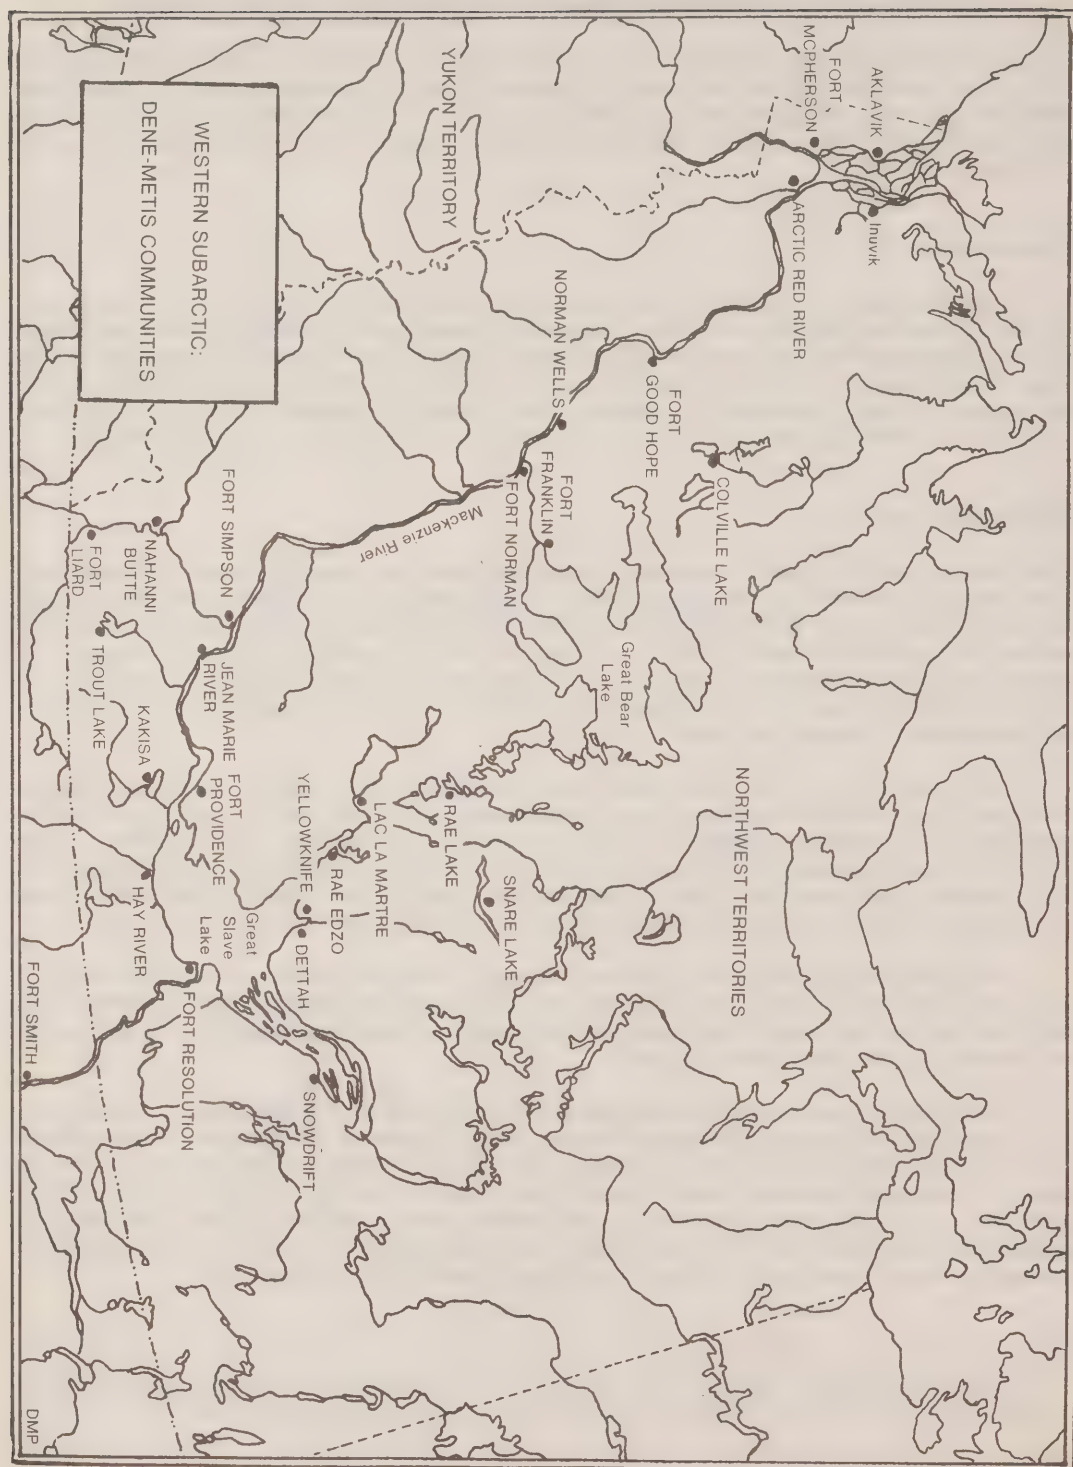 AKLAVIK
FORT
MCPHERSON
Inuvik
ARCTIC RED RIVER
YUKON TERRITORY
FORT
GOOD HOPE
COLVILLE LAKE
NORMAN WELLS
FORT
FRANKLIN
FORT NORMAN
Mackenzie River
Great Bear
Lake
NORTHWEST TERRITORIES
RAE LAKE
SNARE LAKE
LAC LA MARTRE
RAE EDZO
YELLOWKNIFE
DETTAH
SNOWDRIFT
Great
Slave
Lake
FORT SIMPSON
JEAN MARIE
RIVER
FORT
PROVIDENCE
NAHANNI
BUTTE
FORT
LIARD
TROUT LAKE
KAKISA
HAY RIVER
FORT RESOLUTION
FORT SMITH
WESTERN SUBARCTIC:
DENE-METIS COMMUNITIES
DMP